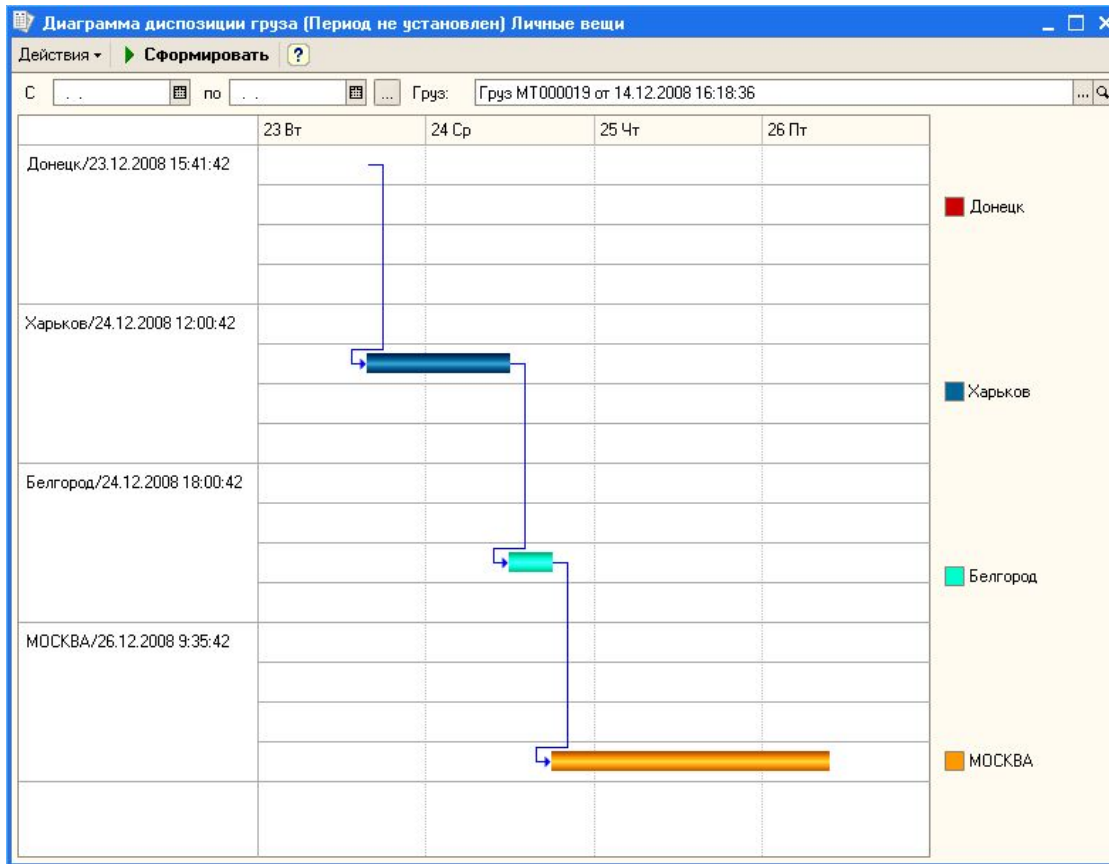 Диаграмма диспозиции груза (Период не установлен) Личные вещи
Действия Сформировать ?
С . . по . . ... Груз: Груз МТ000019 от 14.12.2008 16:18:36 ...
23 Вт 24 Ср 25 Чт 26 Пт
Донецк/23.12.2008 15:41:42
Донецк
Харьков/24.12.2008 12:00:42
Харьков
Белгород/24.12.2008 18:00:42
Белгород
МОСКВА/26.12.2008 9:35:42
МОСКВА